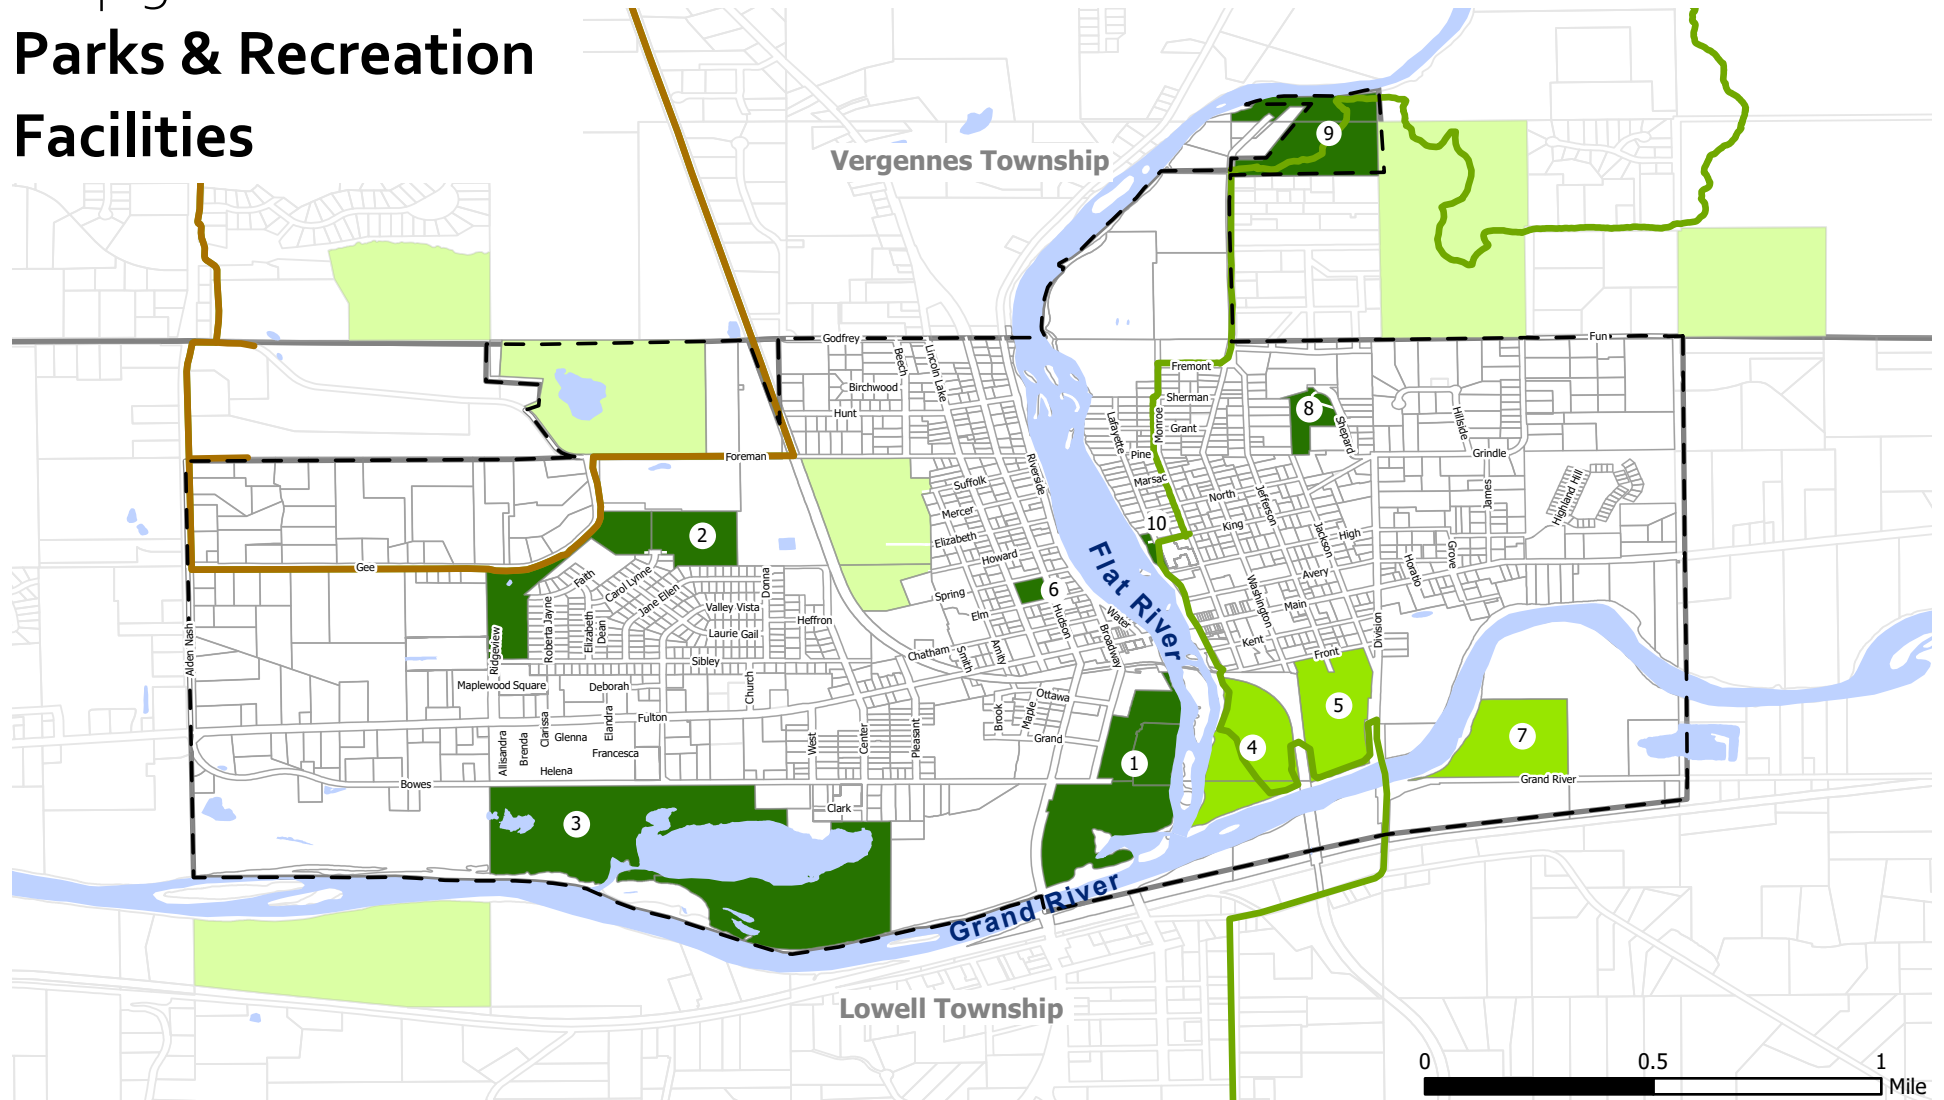 Parks & Recreation
Facilities
Vergennes Township
9
Godfrey
Fun
Beech
Lincoln Lake
Birchwood
Hunt
Fremont
Sherman
Monroe
Lafayette
Grant
8
Shepard
Hillside
Pine
Marsac
Grindle
Foreman
Riverside
Suffolk
Mercer
Elizabeth
Howard
North
King
Jefferson
Jackson
High
James
Highland Hill
Grove
Horatio
10
2
Gee
Faith
Carol Lynne
Jane Ellen
Donna
Valley Vista
Laurie Gail
Heffron
Roberta Jayne
Elizabeth
Dean
Ridgeview
Alden Nash
Sibley
6
Spring
Elm
Hudson
Water
Broadway
Flat River
Avery
Main
Washington
Kent
Front
Division
Chatham
Smith
Amity
Maplewood Square
Deborah
Church
Ottawa
Brook
Maple
Grand
Clarissa
Elandra
Fulton
Glenna
Allisandra
Brenda
Francesca
Helena
West
Center
Pleasant
Bowes
Clark
1
4
5
7
Grand River
3
Grand River
Lowell Township
0 0.5 1
Mile